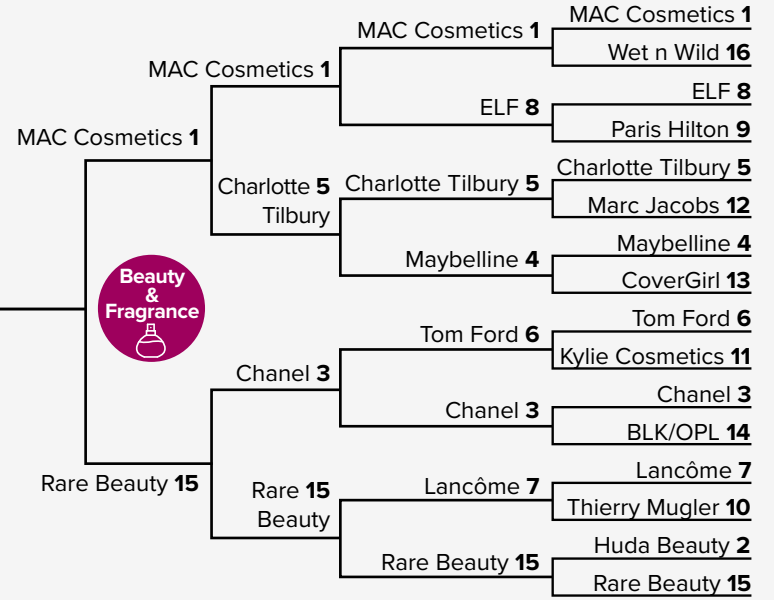 MAC Cosmetics 1
Wet n Wild 16
ELF 8
Paris Hilton 9
Charlotte Tilbury 5
Marc Jacobs 12
Maybelline 4
CoverGirl 13
Tom Ford 6
Kylie Cosmetics 11
Chanel 3
BLK/OPL 14
Lancôme 7
Thierry Mugler 10
Huda Beauty 2
Rare Beauty 15
MAC Cosmetics 1
ELF 8
Charlotte Tilbury 5
Maybelline 4
Tom Ford 6
Chanel 3
Lancôme 7
Rare Beauty 15
MAC Cosmetics 1
Charlotte 5
Tilbury
Chanel 3
Rare 15
Beauty
MAC Cosmetics 1
Rare Beauty 15
Beauty
&
Fragrance